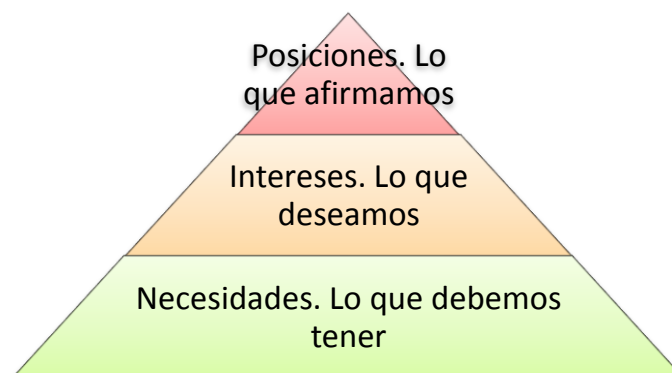 Posiciones. Lo
que afirmamos
Intereses. Lo que
deseamos
Necesidades. Lo que debemos
tener